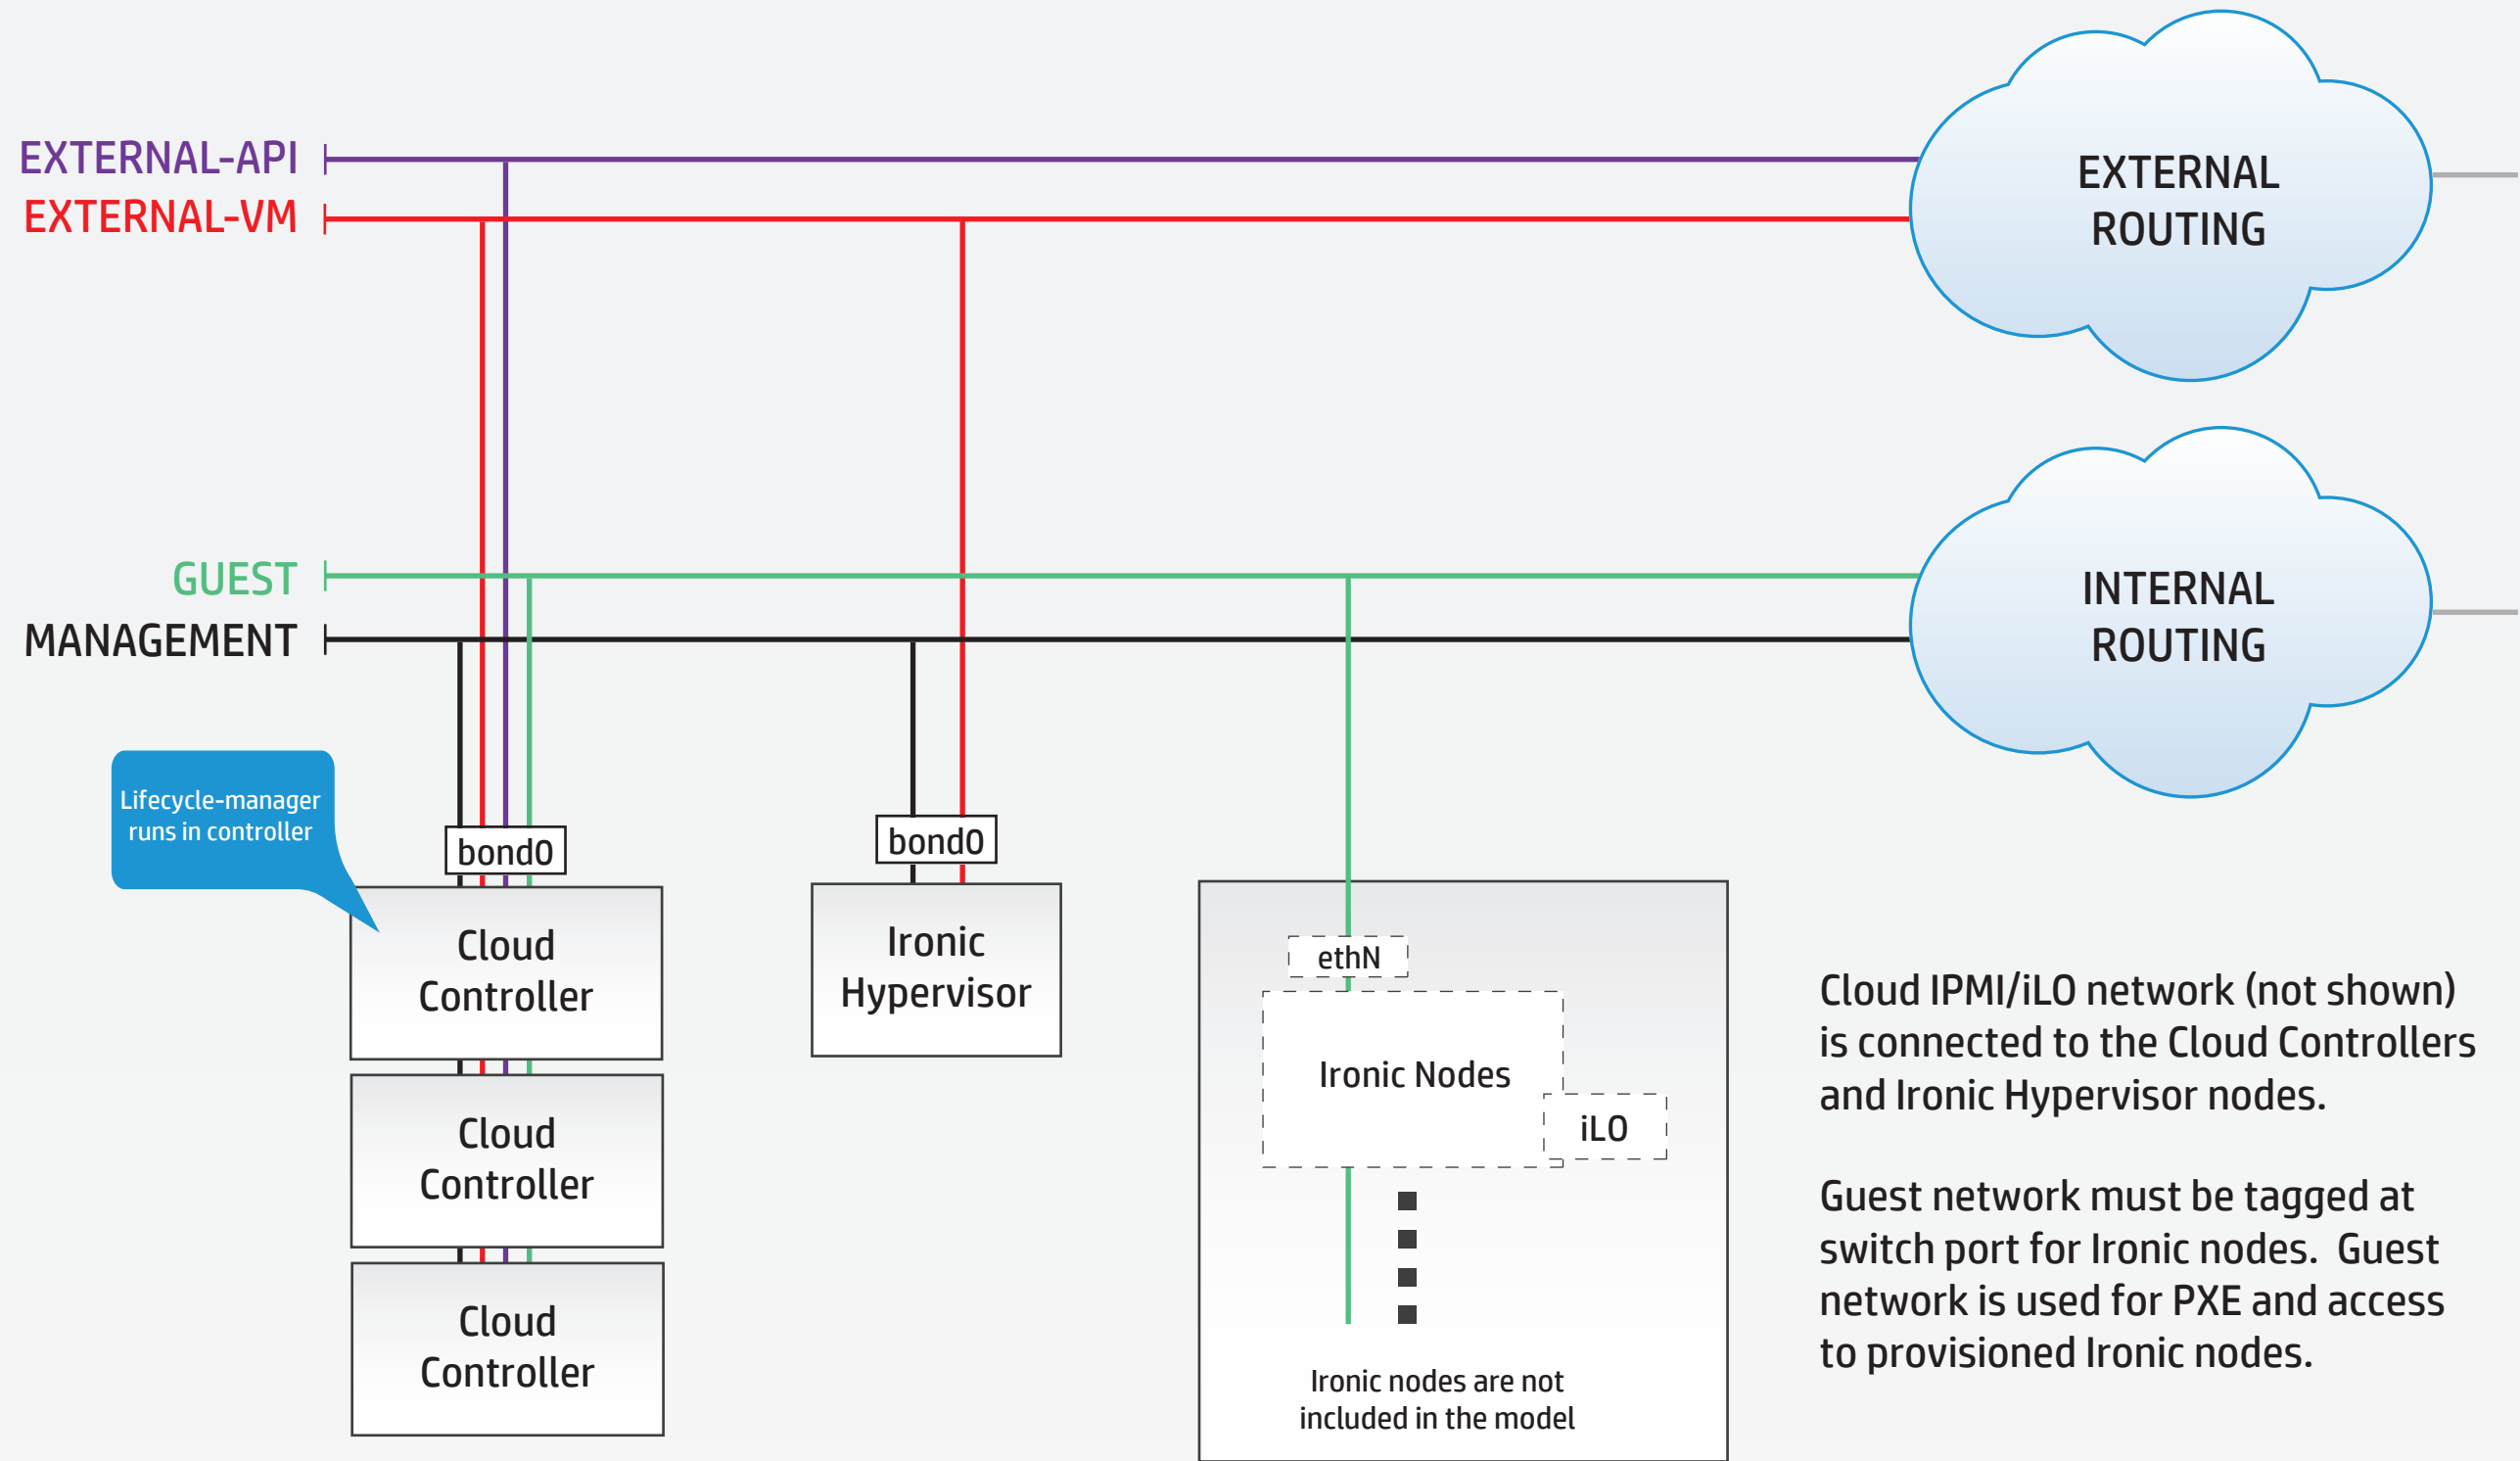 EXTERNAL-API
EXTERNAL-VM
EXTERNAL
ROUTING
GUEST
MANAGEMENT
INTERNAL
ROUTING
Lifecycle-manager
runs in controller
bond0
Cloud
Controller
Cloud
Controller
Cloud
Controller
bond0
Ironic
Hypervisor
ethN
Ironic Nodes
iLO
Ironic nodes are not
included in the model
Cloud IPMI/iLO network (not shown)
is connected to the Cloud Controllers
and Ironic Hypervisor nodes.
Guest network must be tagged at
switch port for Ironic nodes.  Guest
network is used for PXE and access
to provisioned Ironic nodes.